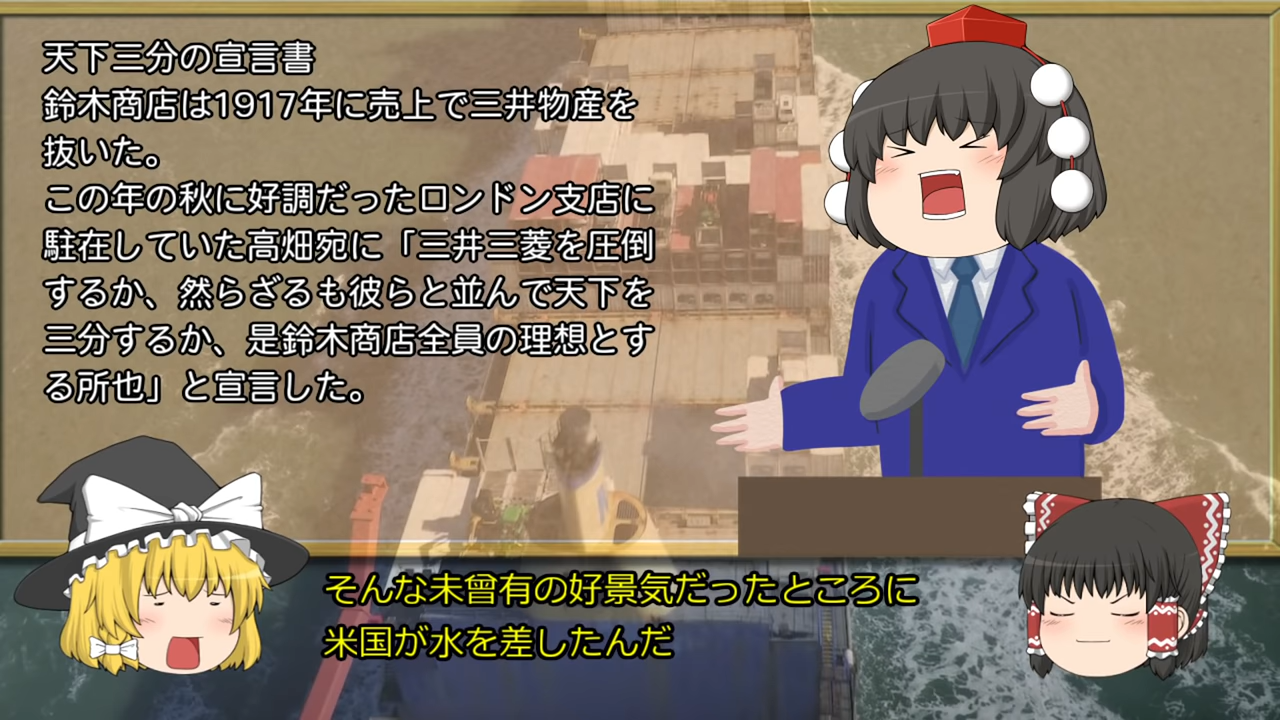 天下三分の宣言書
鈴木商店は1917年に売上で三井物産を
抜いた。
この年の秋に好調だったロンドン支店に
駐在していた高畑宛に「三井三菱を圧倒
するか、然らざるも彼らと並んで天下を
三分するか、是鈴木商店全員の理想とす
る所也」と宣言した。
そんな未曾有の好景気だったところに
米国が水を差したんだ